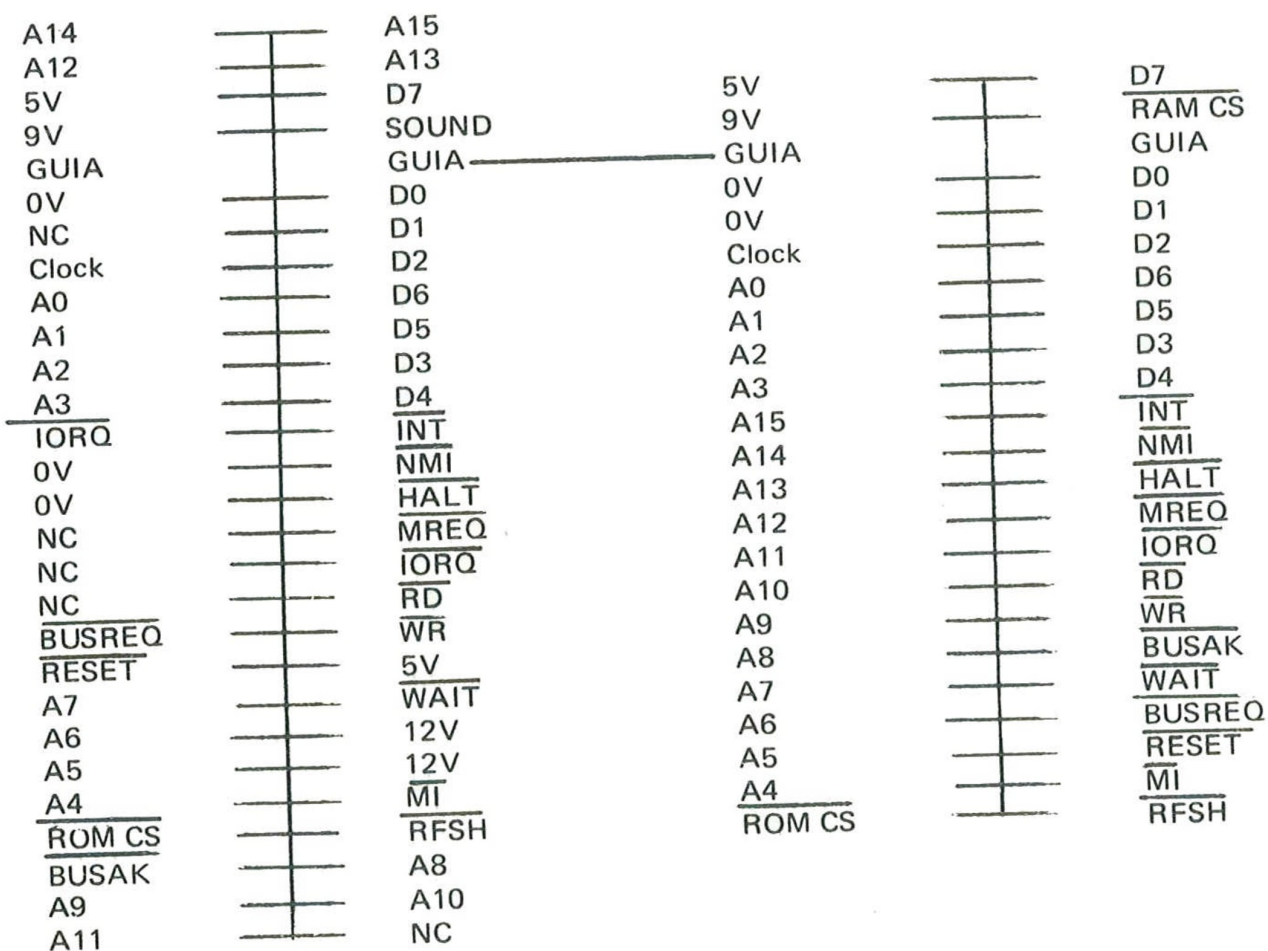 A14 A15
A12 A13
5V D7
9V SOUND
GUIA GUIA
0V D0
NC D1
Clock D2
A0 D6
A1 D5
A2 D3
A3 D4
IORQ INT
0V NMI
0V HALT
NC MREQ
NC IORQ
NC RD
BUSREQ WR
RESET 5V
A7 WAIT
A6 12V
A5 12V
A4 MI
ROM CS RFSH
BUSAK A8
A9 A10
A11 NC
5V D7
9V RAM CS
GUIA GUIA
0V D0
0V D1
Clock D2
A0 D6
A1 D5
A2 D3
A3 D4
A15 INT
A14 NMI
A13 HALT
A12 MREQ
A11 IORQ
A10 RD
A9 WR
A8 BUSAK
A7 WAIT
A6 BUSREQ
A5 RESET
A4 MI
ROM CS RFSH